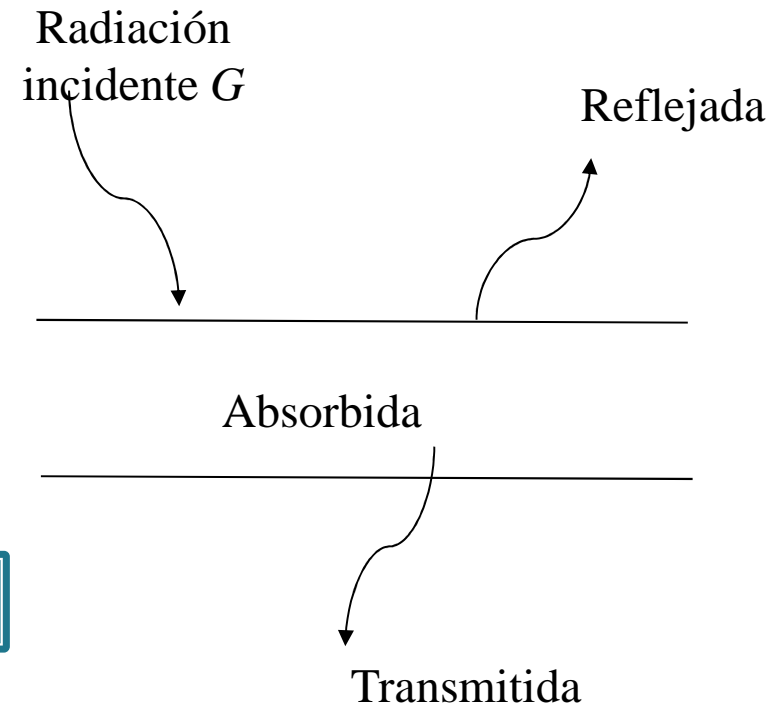 Radiación
incidente G
Reflejada
Absorbida
Transmitida